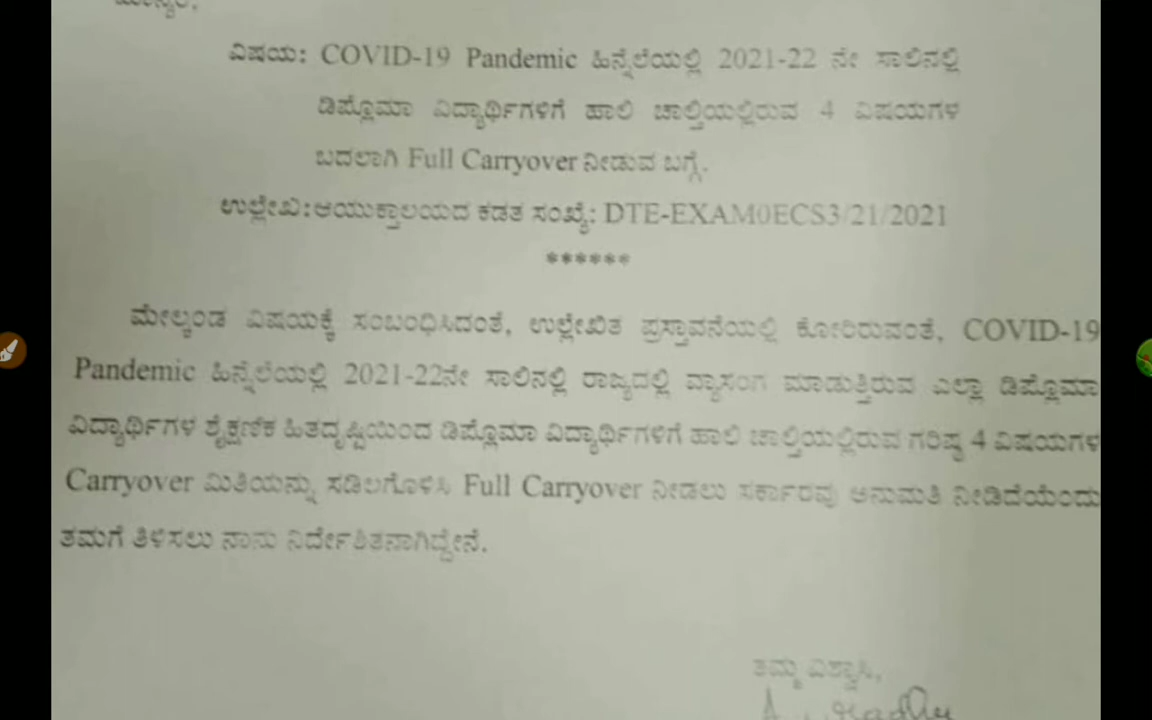 ವಿಷಯ: COVID-19 Pandemic ಹಿನ್ನೆಲೆಯಲ್ಲಿ 2021-22 ನೇ ಸಾಲಿನಲ್ಲಿ
ಡಿಪ್ಲೊಮಾ ವಿದ್ಯಾರ್ಥಿಗಳಿಗೆ ಹಾಲಿ ಚಾಲ್ತಿಯಲ್ಲಿರುವ 4 ವಿಷಯಗಳ
ಬದಲಾಗಿ Full Carryover ನೀಡುವ ಬಗ್ಗೆ.
ಉಲ್ಲೇಖ:ಆಯುಕ್ತಾಲಯದ ಕಡತ ಸಂಖ್ಯೆ: DTE-EXAM0ECS3/21/2021
******
ಮೇಲ್ಕಂಡ ವಿಷಯಕ್ಕೆ ಸಂಬಂಧಿಸಿದಂತೆ, ಉಲ್ಲೇಖಿತ ಪ್ರಸ್ತಾವನೆಯಲ್ಲಿ ಕೋರಿರುವಂತೆ, COVID-19
Pandemic ಹಿನ್ನೆಲೆಯಲ್ಲಿ 2021-22ನೇ ಸಾಲಿನಲ್ಲಿ ರಾಜ್ಯದಲ್ಲಿ ವ್ಯಾಸಂಗ ಮಾಡುತ್ತಿರುವ ಎಲ್ಲಾ ಡಿಪ್ಲೊಮಾ
ವಿದ್ಯಾರ್ಥಿಗಳ ಶೈಕ್ಷಣಿಕ ಹಿತದೃಷ್ಟಿಯಿಂದ ಡಿಪ್ಲೊಮಾ ವಿದ್ಯಾರ್ಥಿಗಳಿಗೆ ಹಾಲಿ ಚಾಲ್ತಿಯಲ್ಲಿರುವ ಗರಿಷ್ಠ 4 ವಿಷಯಗಳ
Carryover ಮಿತಿಯನ್ನು ಸಡಿಲಗೊಳಿಸಿ Full Carryover ನೀಡಲು ಸರ್ಕಾರವು ಅನುಮತಿ ನೀಡಿದೆಯೆಂದು
ತಮಗೆ ತಿಳಿಸಲು ನಾನು ನಿರ್ದೇಶಿತನಾಗಿದ್ದೇನೆ.
ತಮ್ಮ ವಿಶ್ವಾಸಿ,